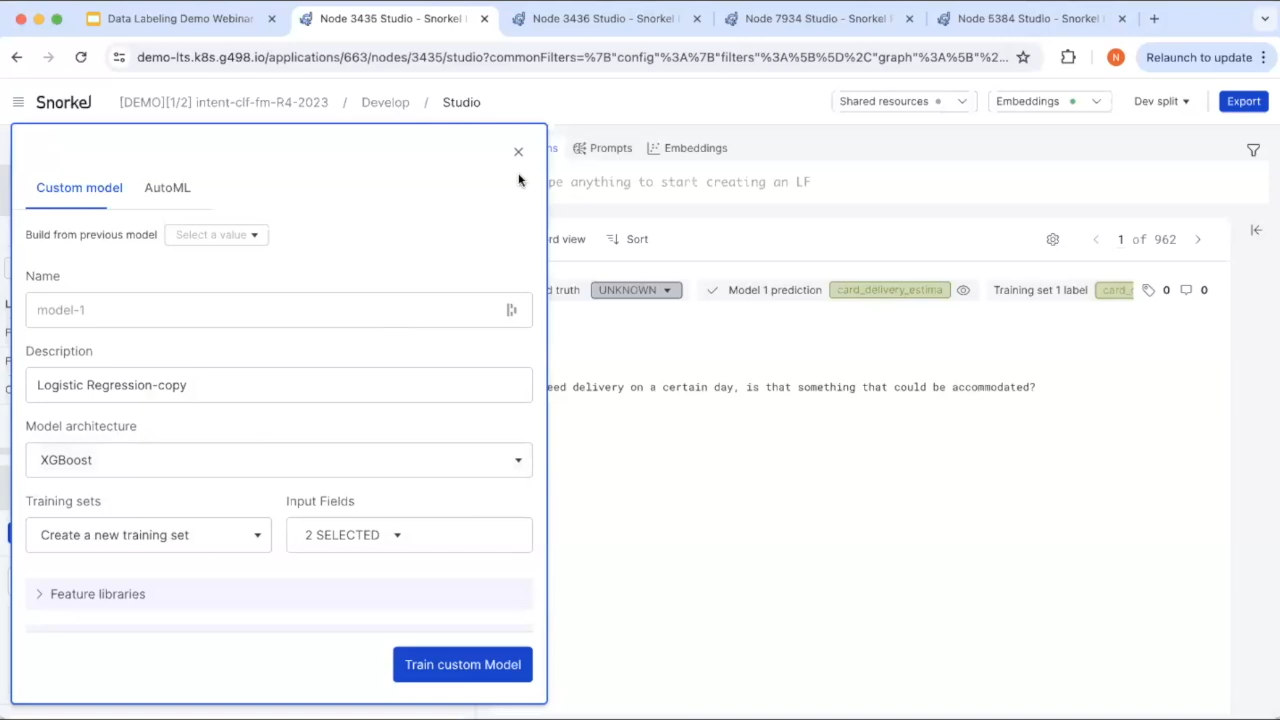 Data Labeling Demo Webinar
Node 3435 Studio - Snorkel
Node 3436 Studio - Snorkel
Node 7934 Studio - Snorkel
Node 5384 Studio - Snorkel
demo-lts.k8s.g498.io/applications/663/nodes/3435/studio?commonFilters=%7B"config"%3A%7B"filters"%3A%5B%5D%2C"graph"%3A%5B"%2...
N
Relaunch to update
Snorkel
[DEMO][1/2] intent-clf-fm-R4-2023 / Develop / Studio
Shared resources
Embeddings
Dev split
Export
Prompts
Embeddings
pe anything to start creating an LF
Custom model
AutoML
Build from previous model
Select a value
rd view
Sort
1 of 962
Name
model-1
d truth
UNKNOWN
Model 1 prediction
card_delivery_estima
Training set 1 label
card_
0
0
Description
Logistic Regression-copy
eed delivery on a certain day, is that something that could be accommodated?
Model architecture
XGBoost
Training sets
Input Fields
Create a new training set
2 SELECTED
Feature libraries
Train custom Model